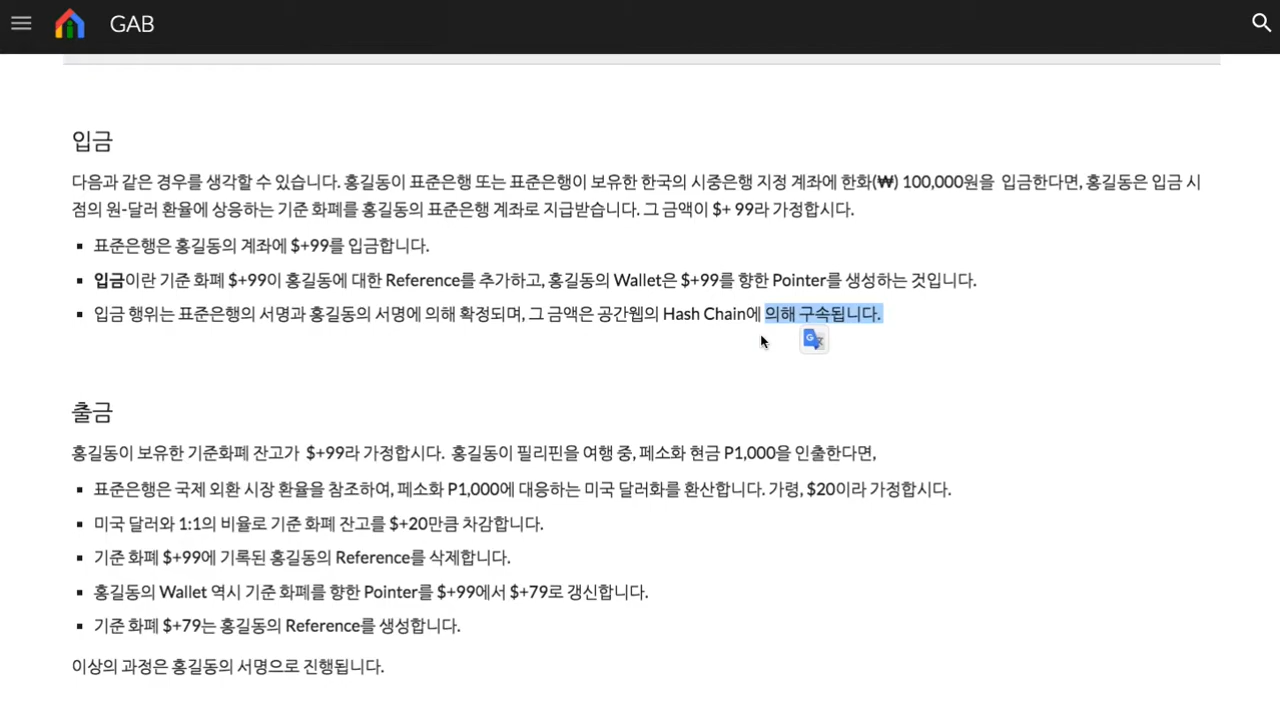 GAB
입금
다음과 같은 경우를 생각할 수 있습니다. 홍길동이 표준은행 또는 표준은행이 보유한 한국의 시중은행 지정 계좌에 한화(₩) 100,000원을 입금한다면, 홍길동은 입금 시
점의 원-달러 환율에 상응하는 기준 화폐를 홍길동의 표준은행 계좌로 지급받습니다. 그 금액이 $+ 99라 가정합시다.
▪ 표준은행은 홍길동의 계좌에 $+99를 입금합니다.
▪ 입금이란 기준 화폐 $+99이 홍길동에 대한 Reference를 추가하고, 홍길동의 Wallet은 $+99를 향한 Pointer를 생성하는 것입니다.
▪ 입금 행위는 표준은행의 서명과 홍길동의 서명에 의해 확정되며, 그 금액은 공간웹의 Hash Chain에 의해 구속됩니다.
출금
홍길동이 보유한 기준화폐 잔고가 $+99라 가정합시다. 홍길동이 필리핀을 여행 중, 페소화 현금 P1,000을 인출한다면,
▪ 표준은행은 국제 외환 시장 환율을 참조하여, 페소화 P1,000에 대응하는 미국 달러화를 환산합니다. 가령, $20이라 가정합시다.
▪ 미국 달러와 1:1의 비율로 기준 화폐 잔고를 $+20만큼 차감합니다.
▪ 기준 화폐 $+99에 기록된 홍길동의 Reference를 삭제합니다.
▪ 홍길동의 Wallet 역시 기준 화폐를 향한 Pointer를 $+99에서 $+79로 갱신합니다.
▪ 기준 화폐 $+79는 홍길동의 Reference를 생성합니다.
이상의 과정은 홍길동의 서명으로 진행됩니다.